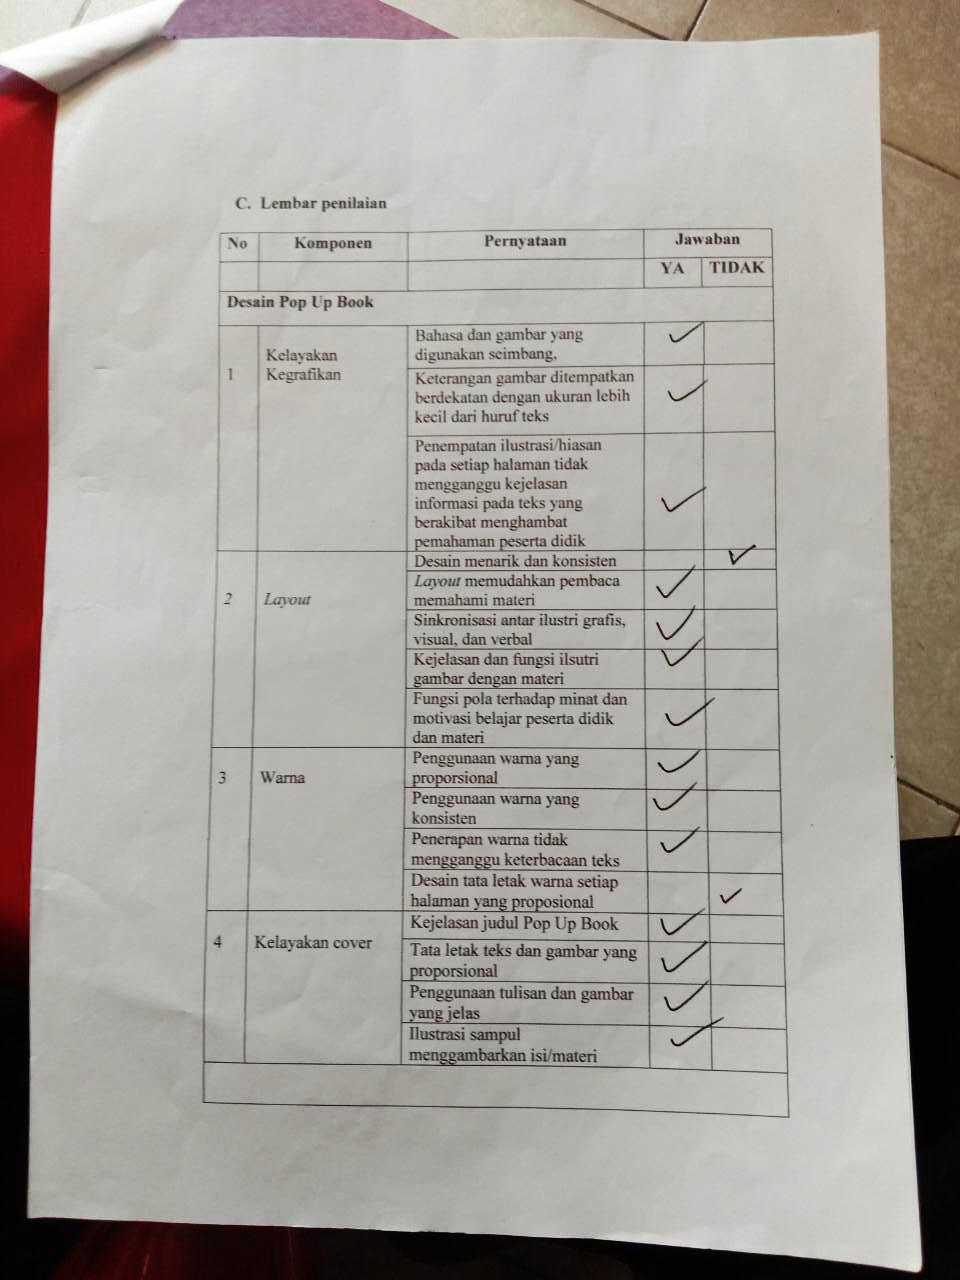 C. Lembar penilaian
No Komponen Pernyataan Jawaban
YA TIDAK
Desain Pop Up Book
1 Kelayakan Kegrafikan
Bahasa dan gambar yang
digunakan seimbang,
Keterangan gambar ditempatkan
berdekatan dengan ukuran lebih
kecil dari huruf teks
Penempatan ilustrasi/hiasan
pada setiap halaman tidak
mengganggu kejelasan
informasi pada teks yang
berakibat menghambat
pemahaman peserta didik
2 Layout
Desain menarik dan konsisten
Layout memudahkan pembaca
memahami materi
Sinkronisasi antar ilustri grafis,
visual, dan verbal
Kejelasan dan fungsi ilsutri
gambar dengan materi
Fungsi pola terhadap minat dan
motivasi belajar peserta didik
dan materi
3 Warna
Penggunaan warna yang
proporsional
Penggunaan warna yang
konsisten
Penerapan warna tidak
mengganggu keterbacaan teks
Desain tata letak warna setiap
halaman yang proposional
4 Kelayakan cover
Kejelasan judul Pop Up Book
Tata letak teks dan gambar yang
proporsional
Penggunaan tulisan dan gambar
yang jelas
Ilustrasi sampul
menggambarkan isi/materi